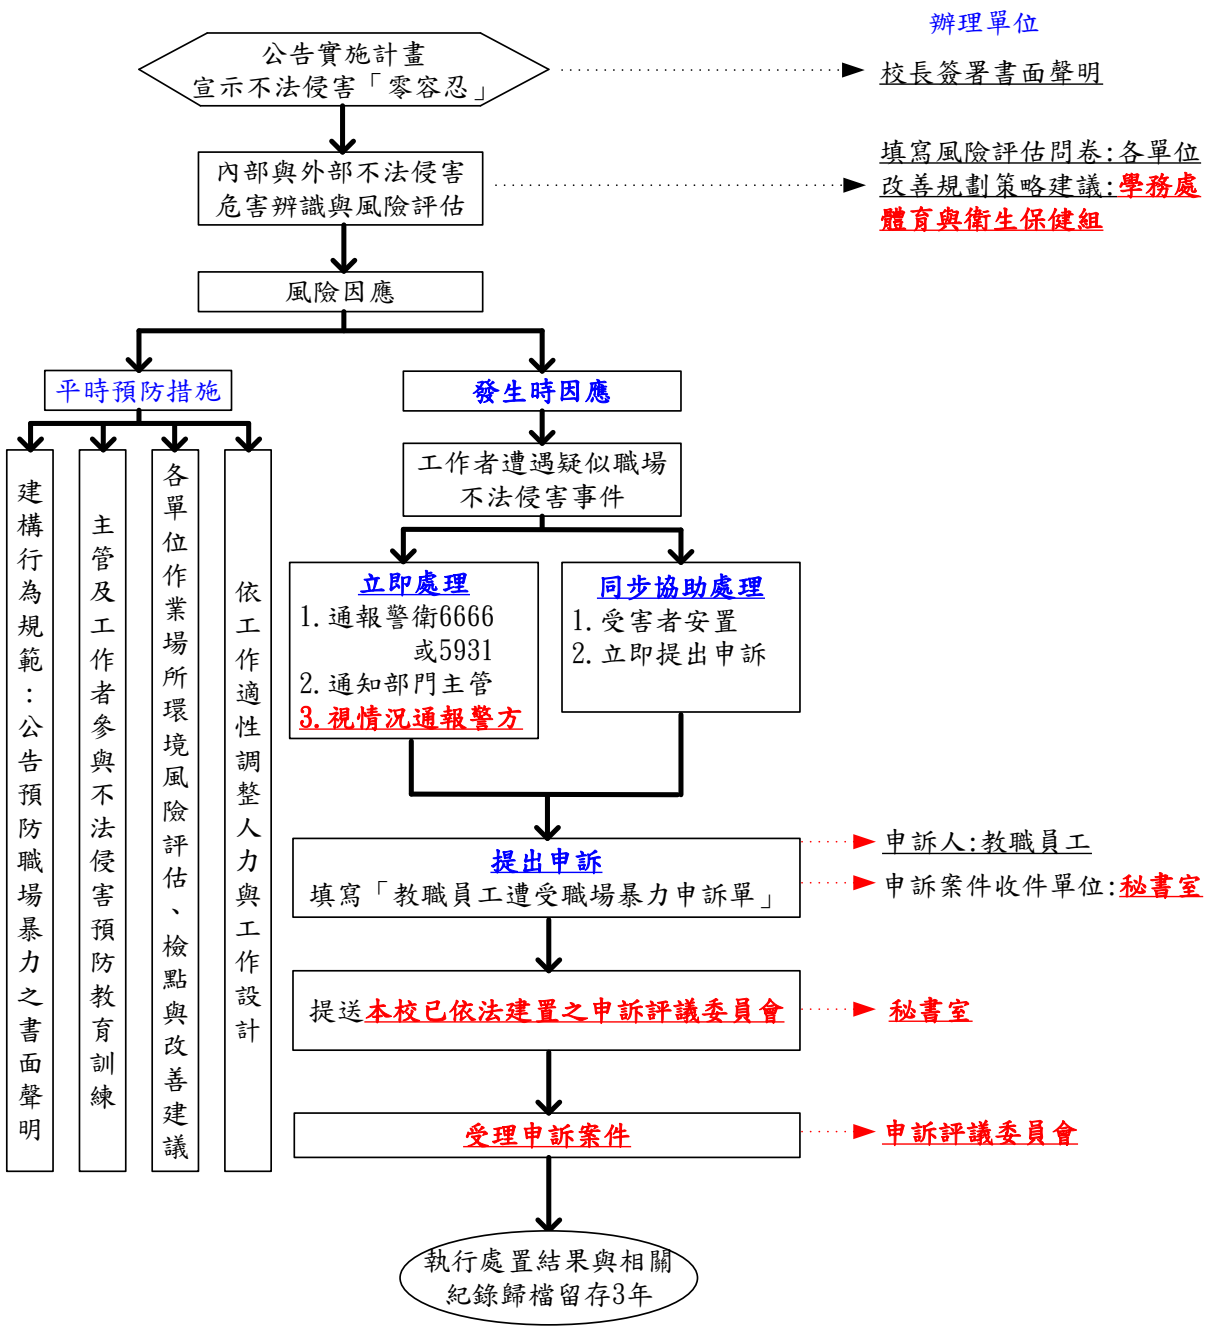 辦理單位
公告實施計畫
宣示不法侵害「零容忍」
校長簽署書面聲明
內部與外部不法侵害
危害辨識與風險評估
填寫風險評估問卷:各單位
改善規劃策略建議:學務處
體育與衛生保健組
風險因應
平時預防措施
發生時因應
建構行為規範：公告預防職場暴力之書面聲明
主管及工作者參與不法侵害預防教育訓練
各單位作業場所環境風險評估、檢點與改善建議
依工作適性調整人力與工作設計
工作者遭遇疑似職場
不法侵害事件
立即處理
1.通報警衛6666
或5931
2.通知部門主管
3.視情況通報警方
同步協助處理
1.受害者安置
2.立即提出申訴
提出申訴
填寫「教職員工遭受職場暴力申訴單」
申訴人:教職員工
申訴案件收件單位:秘書室
提送本校已依法建置之申訴評議委員會
秘書室
受理申訴案件
申訴評議委員會
執行處置結果與相關
紀錄歸檔留存3年